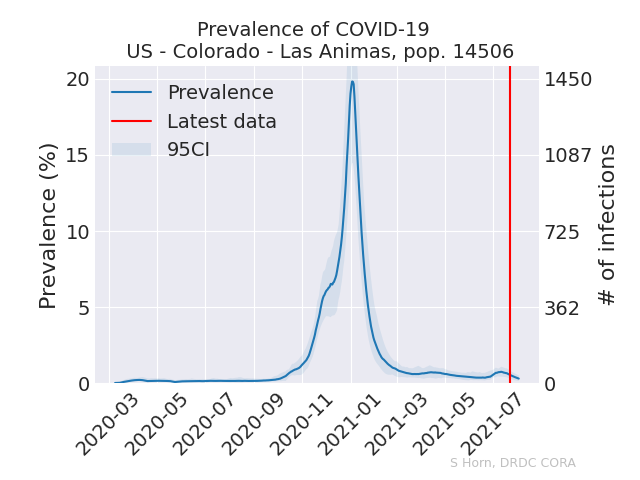 Prevalence of COVID-19
US - Colorado - Las Animas, pop. 14506
Prevalence
Latest data
95CI
Prevalence (%)
20
15
10
5
0
1450
1087
725
362
0
# of infections
2020-03
2020-05
2020-07
2020-09
2020-11
2021-01
2021-03
2021-05
2021-07
S Horn, DRDC CORA